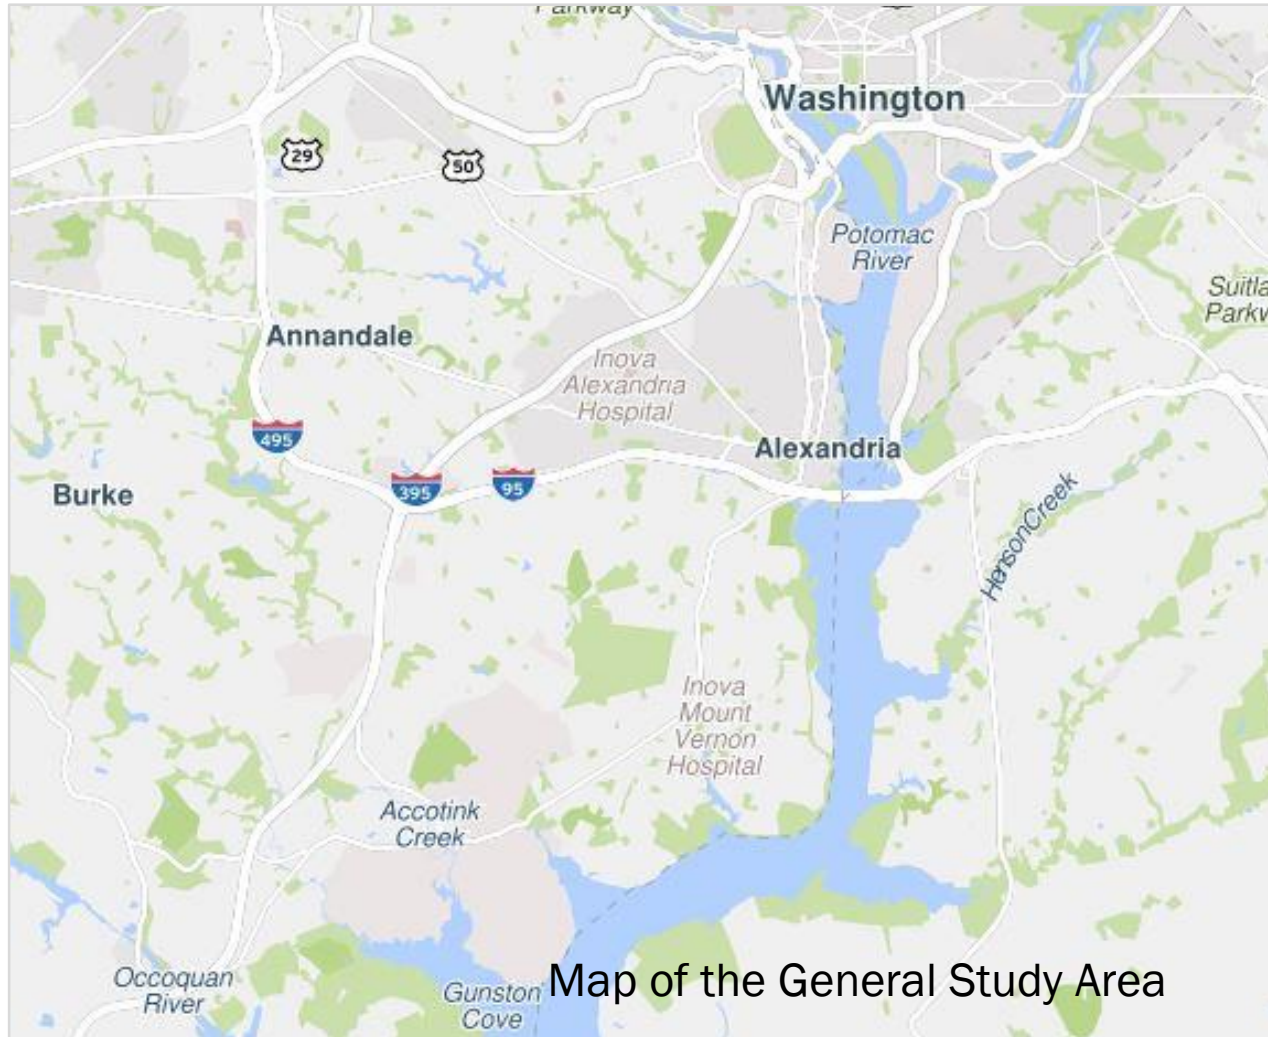 Parkway
Washington
29
50
Potomac
River
Suitla
Parkw
Annandale
Inova
Alexandria
Hospital
495
Alexandria
395
95
Burke
HensonCreek
Inova
Mount
Vernon
Hospital
Accotink
Creek
Occoquan
River
Gunston
Cove
Map of the General Study Area